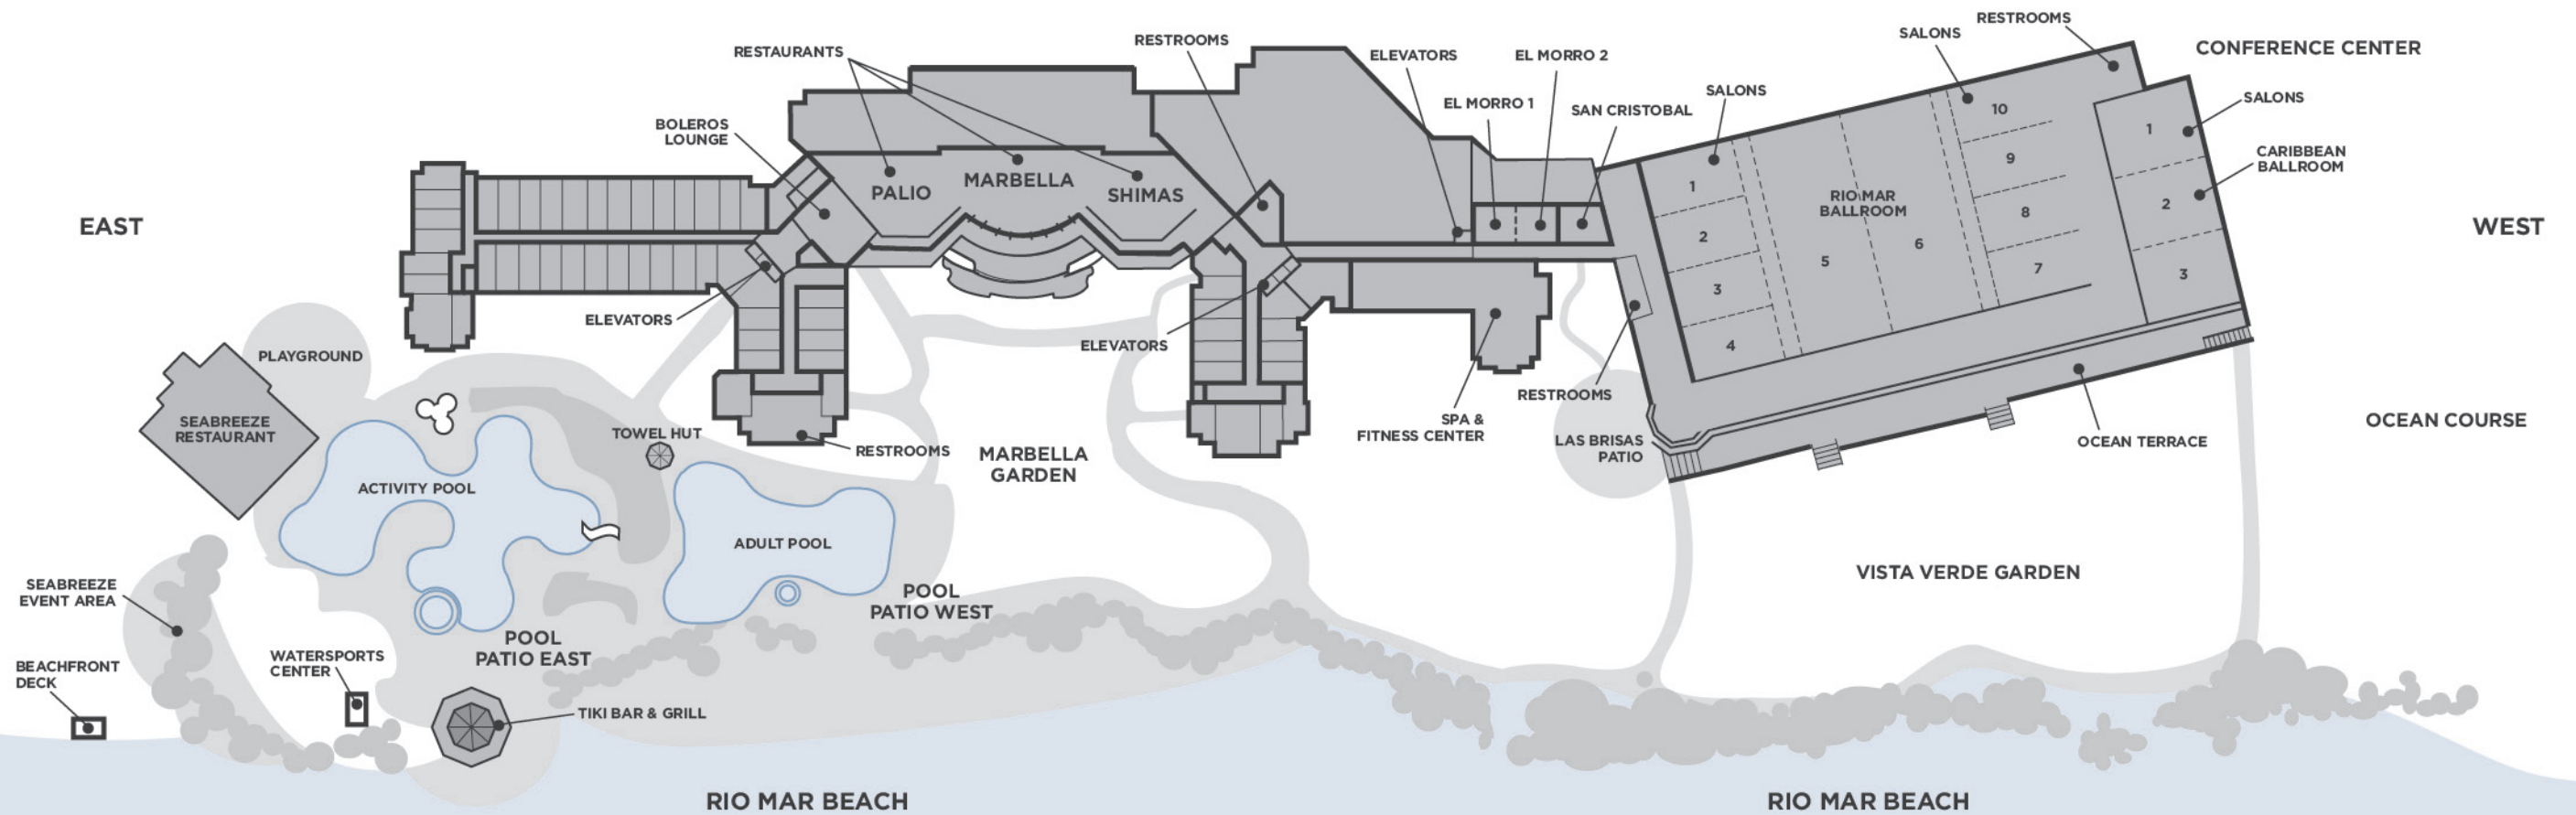 RESTROOMS
SALONS
CONFERENCE CENTER
RESTAURANTS
RESTROOMS
ELEVATORS
EL MORRO 2
SALONS
SALONS
EL MORRO 1
SAN CRISTOBAL
10
BOLEROS
LOUNGE
1
CARIBBEAN
BALLROOM
9
PALIO
MARBELLA
SHIMAS
1
RIO MAR
BALLROOM
2
8
EAST
WEST
2
6
5
7
3
3
ELEVATORS
ELEVATORS
4
PLAYGROUND
SEABREEZE
RESTAURANT
TOWEL HUT
RESTROOMS
SPA &
FITNESS CENTER
RESTROOMS
OCEAN COURSE
LAS BRISAS
PATIO
OCEAN TERRACE
RESTROOMS
MARBELLA
GARDEN
ACTIVITY POOL
ADULT POOL
VISTA VERDE GARDEN
SEABREEZE
EVENT AREA
POOL
PATIO WEST
POOL
PATIO EAST
WATERSPORTS
CENTER
BEACHFRONT
DECK
TIKI BAR & GRILL
RIO MAR BEACH
RIO MAR BEACH